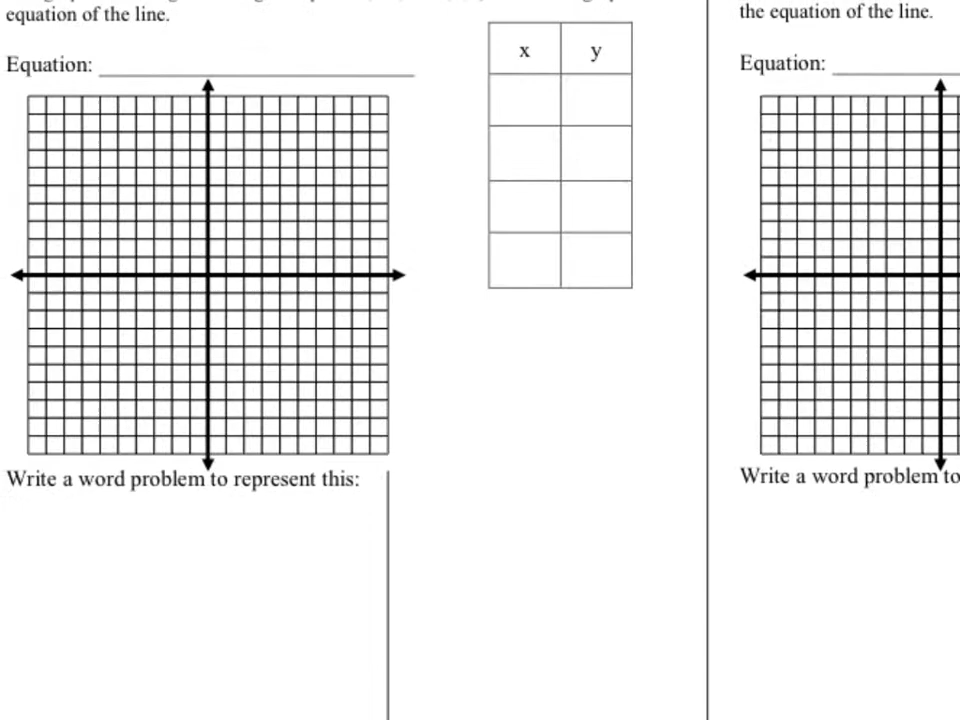 equation of the line.
Equation:
x y
Write a word problem to represent this:
the equation of the line.
Equation:
Write a word problem to